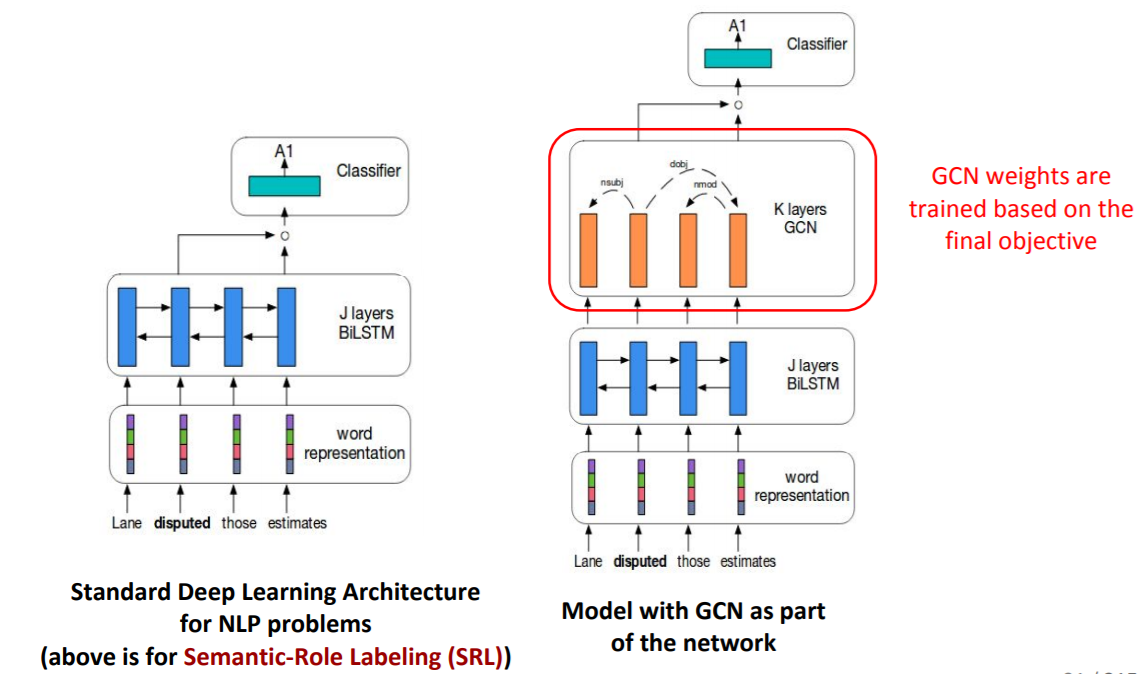 A1
Classifier
J layers
BiLSTM
word
representation
Lane disputed those estimates
Standard Deep Learning Architecture
for NLP problems
(above is for Semantic-Role Labeling (SRL))
A1
Classifier
dobj
nsubj
nmod
K layers
GCN
J layers
BiLSTM
word
representation
Lane disputed those estimates
Model with GCN as part
of the network
GCN weights are
trained based on the
final objective